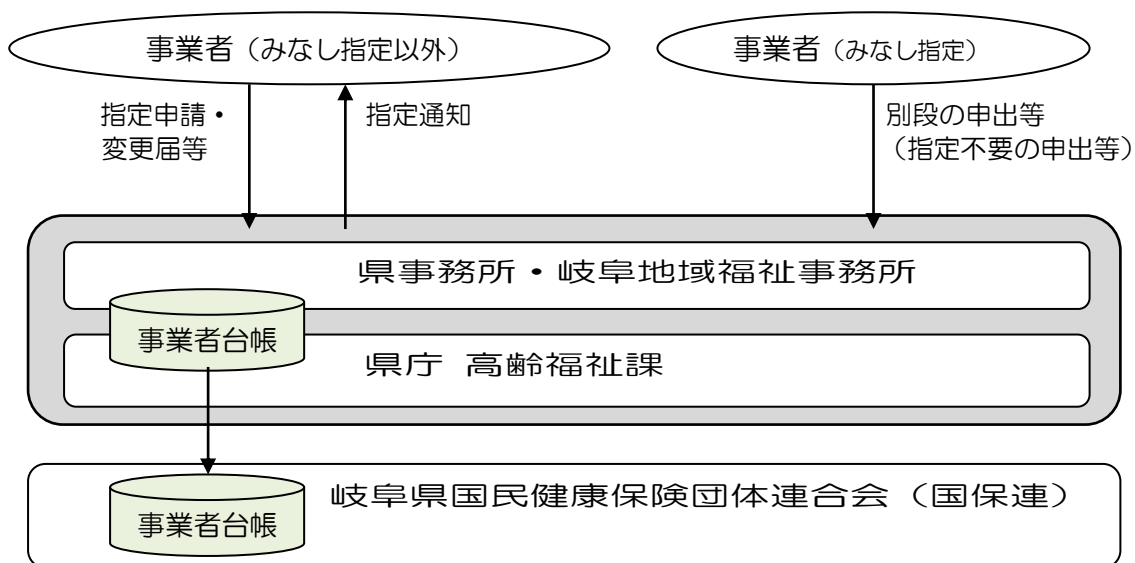 事業者（みなし指定以外）
事業者（みなし指定）
指定申請・
変更届等
指定通知
別段の申出等
（指定不要の申出等）
県事務所・岐阜地域福祉事務所
事業者台帳
県庁 高齢福祉課
岐阜県国民健康保険団体連合会（国保連）
事業者台帳